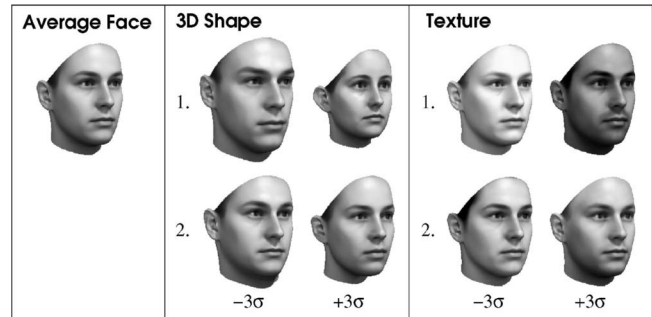 Average Face
3D Shape
Texture
1.
1.
2.
2.
−3σ
+3σ
−3σ
+3σ